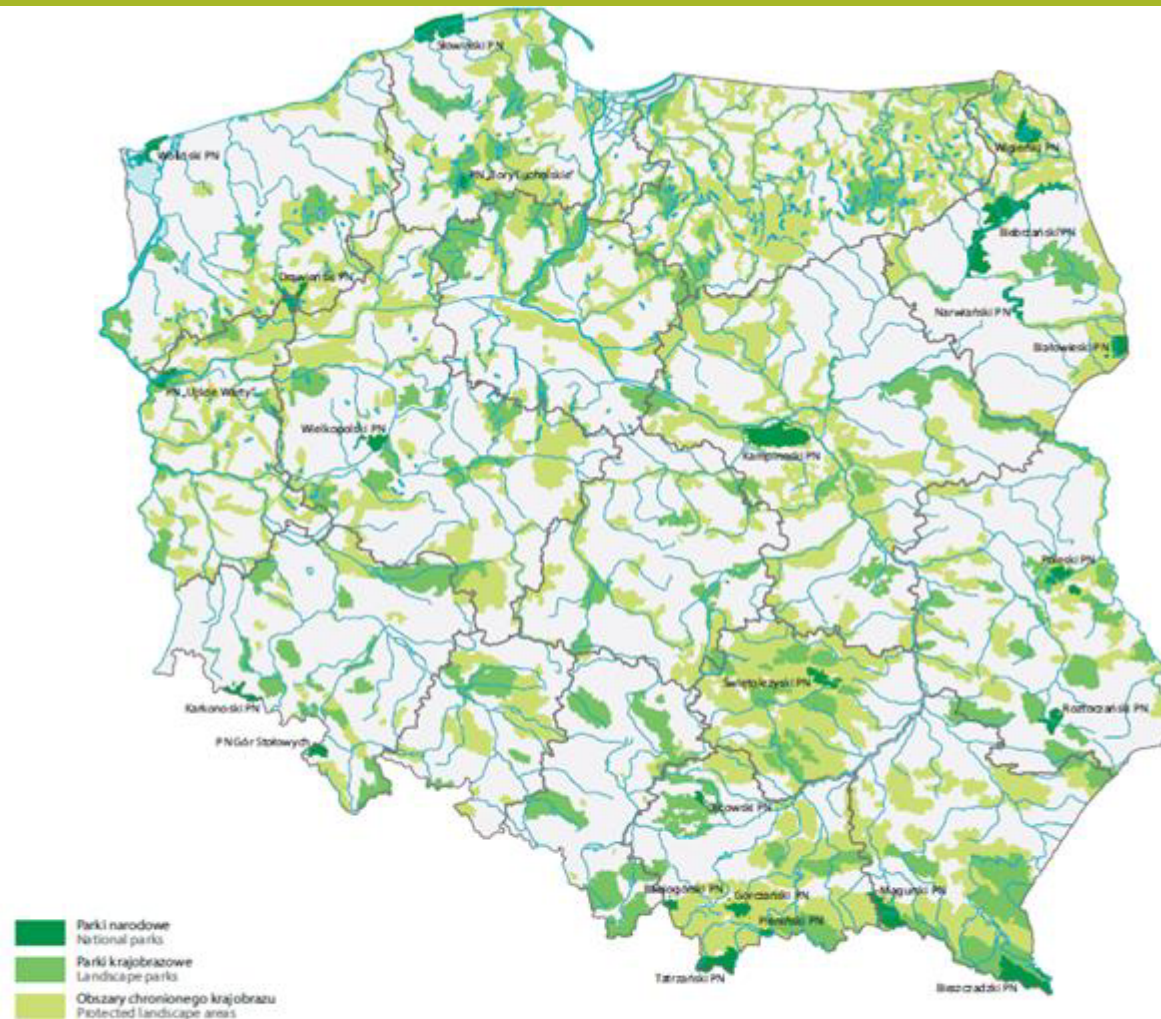 Słowiński PN
Woliński PN
Wigierski PN
PN „Bory Tucholskie"
Biebrzański PN
Drawieński PN
Narwiański PN
Białowieski PN
PN „Ujście Warty"
Wielkopolski PN
Kampinoski PN
Poleski PN
Świętokrzyski PN
Karkonoski PN
Roztoczański PN
PN Gór Stołowych
Ojcowski PN
Babiogórski PN
Gorczański PN
Magurski PN
Pieniński PN
Tatrzański PN
Bieszczadzki PN
Parki narodowe
National parks
Parki krajobrazowe
Landscape parks
Obszary chronionego krajobrazu
Protected landscape areas